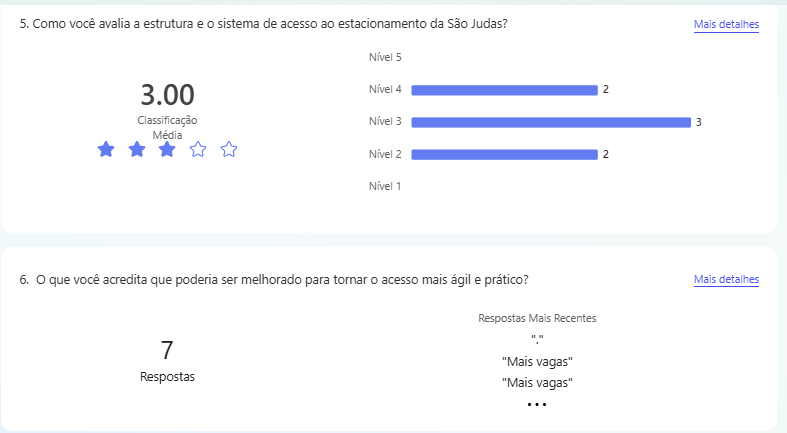 5. Como você avalia a estrutura e o sistema de acesso ao estacionamento da São Judas?
Mais detalhes
3.00
Classificação
Média
Nível 5
Nível 4 2
Nível 3 3
Nível 2 2
Nível 1
6. O que você acredita que poderia ser melhorado para tornar o acesso mais ágil e prático?
Mais detalhes
7
Respostas
Respostas Mais Recentes
"."
"Mais vagas"
"Mais vagas"
...